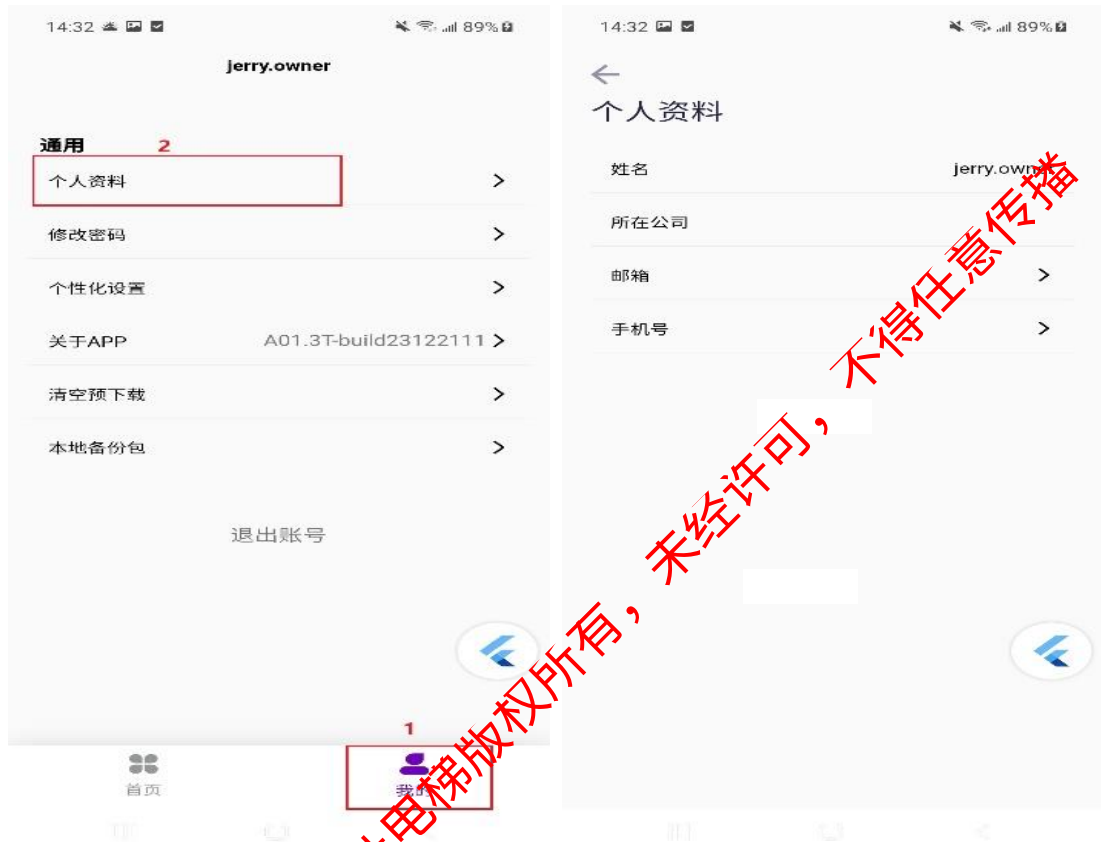 14:32
89%
jerry.owner
通用
2
个人资料
修改密码
个性化设置
关于APP
A01.3T-build23122111
清空预下载
本地备份包
退出账号
1
首页
我的
14:32
89%
个人资料
姓名
jerry.owner
所在公司
邮箱
手机号
电梯版权所有，未经许可，不得任意传播